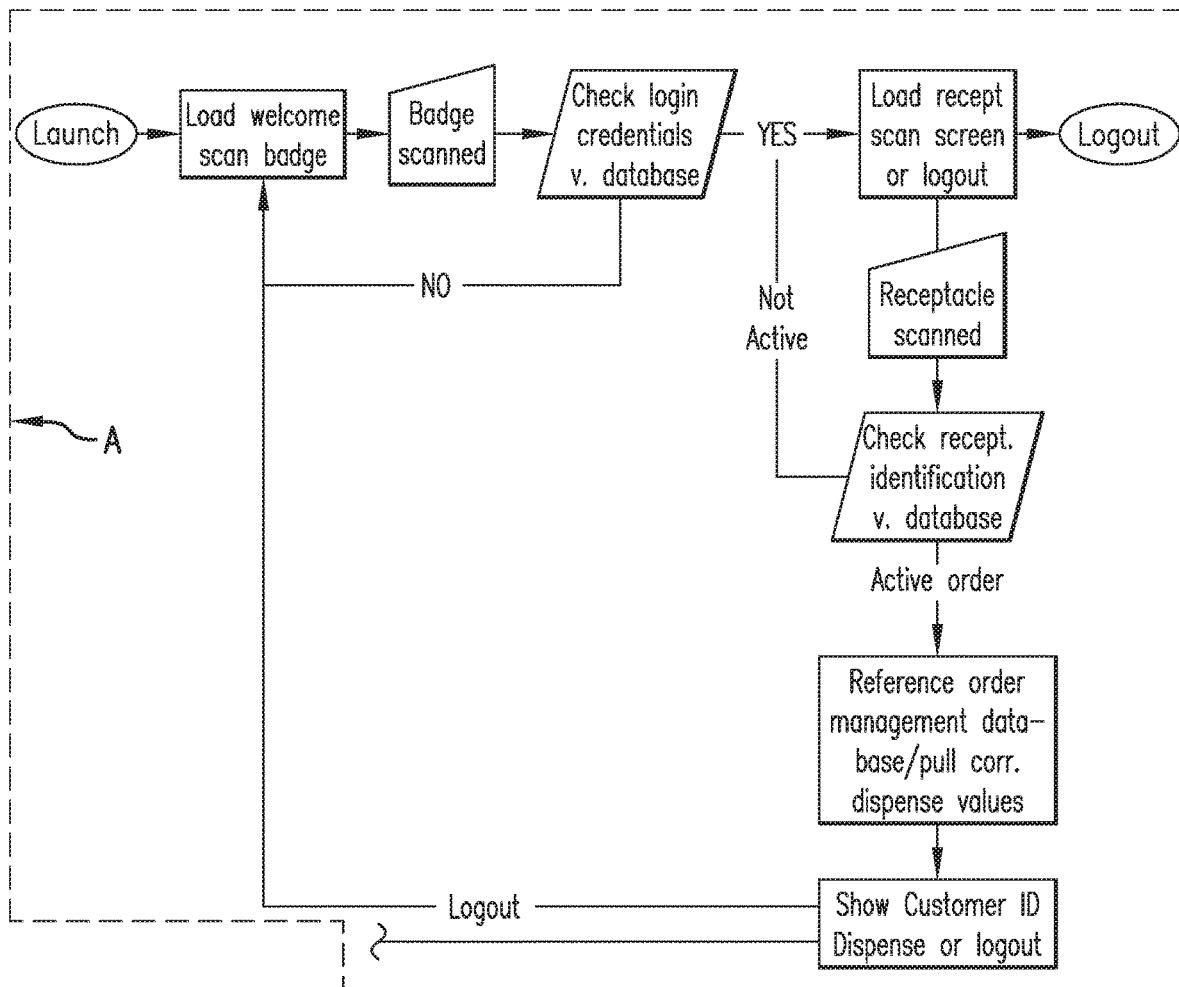 Launch
Load welcome
scan badge
Badge
scanned
Check login
credentials
v. database
YES
Load recept
scan screen
or logout
Logout
NO
Not
Active
Receptacle
scanned
A
Check recept.
identification
v. database
Active order
Reference order
management data-
base/pull corr.
dispense values
Logout
Show Customer ID
Dispense or logout